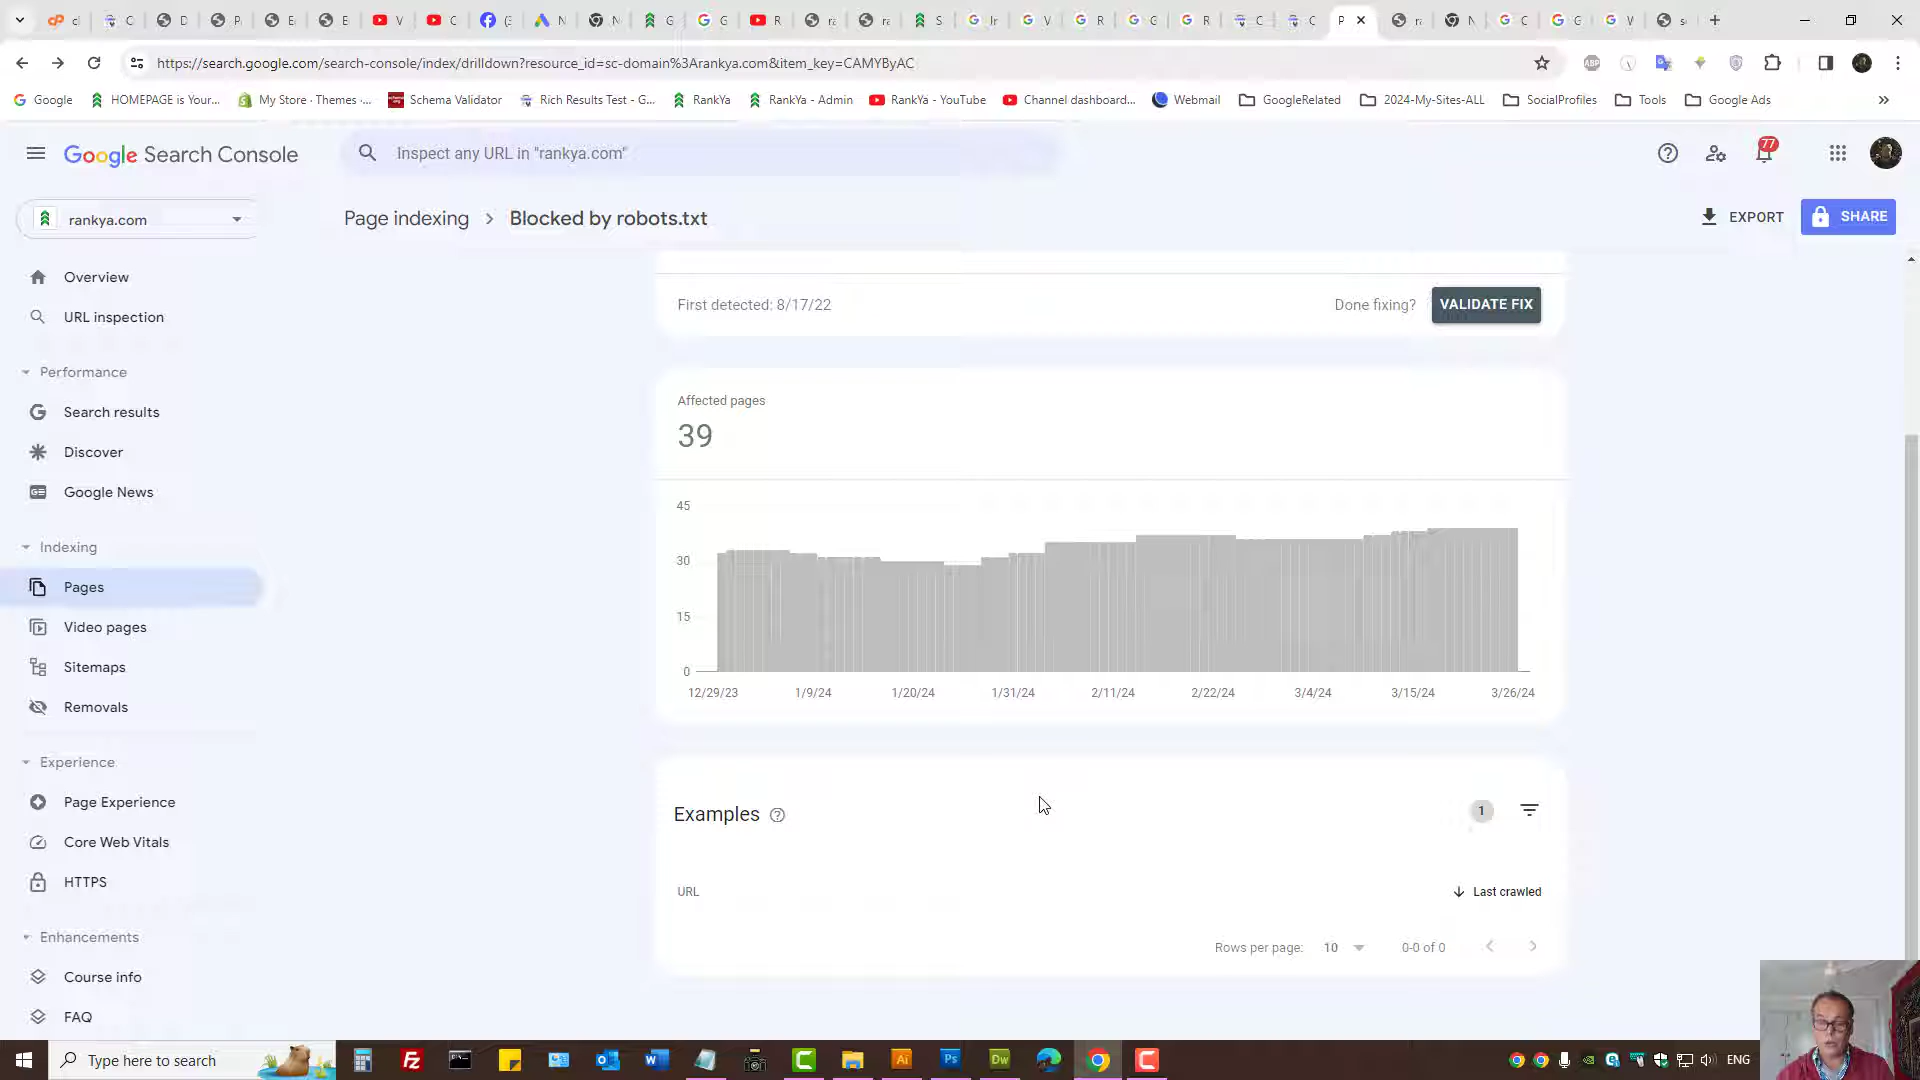 https://search.google.com/search-console/index/drilldown?resource_id=sc-domain%3Arankya.com&item_key=CAMYByAC
Google
HOMEPAGE is Your...
My Store · Themes ·...
Schema Validator
Rich Results Test - G...
RankYa
RankYa - Admin
RankYa - YouTube
Channel dashboard...
Webmail
GoogleRelated
2024-My-Sites-ALL
SocialProfiles
Tools
Google Ads
Google Search Console
Inspect any URL in "rankya.com"
77
rankya.com
Page indexing > Blocked by robots.txt
EXPORT
SHARE
Overview
URL inspection
Performance
Search results
Discover
Google News
Indexing
Pages
Video pages
Sitemaps
Removals
Experience
Page Experience
Core Web Vitals
HTTPS
Enhancements
Course info
FAQ
First detected: 8/17/22
Done fixing?
VALIDATE FIX
Affected pages
39
45
30
15
0
12/29/23 1/9/24 1/20/24 1/31/24 2/11/24 2/22/24 3/4/24 3/15/24 3/26/24
Examples
1
URL
Last crawled
Rows per page: 10
0-0 of 0
Type here to search
ENG